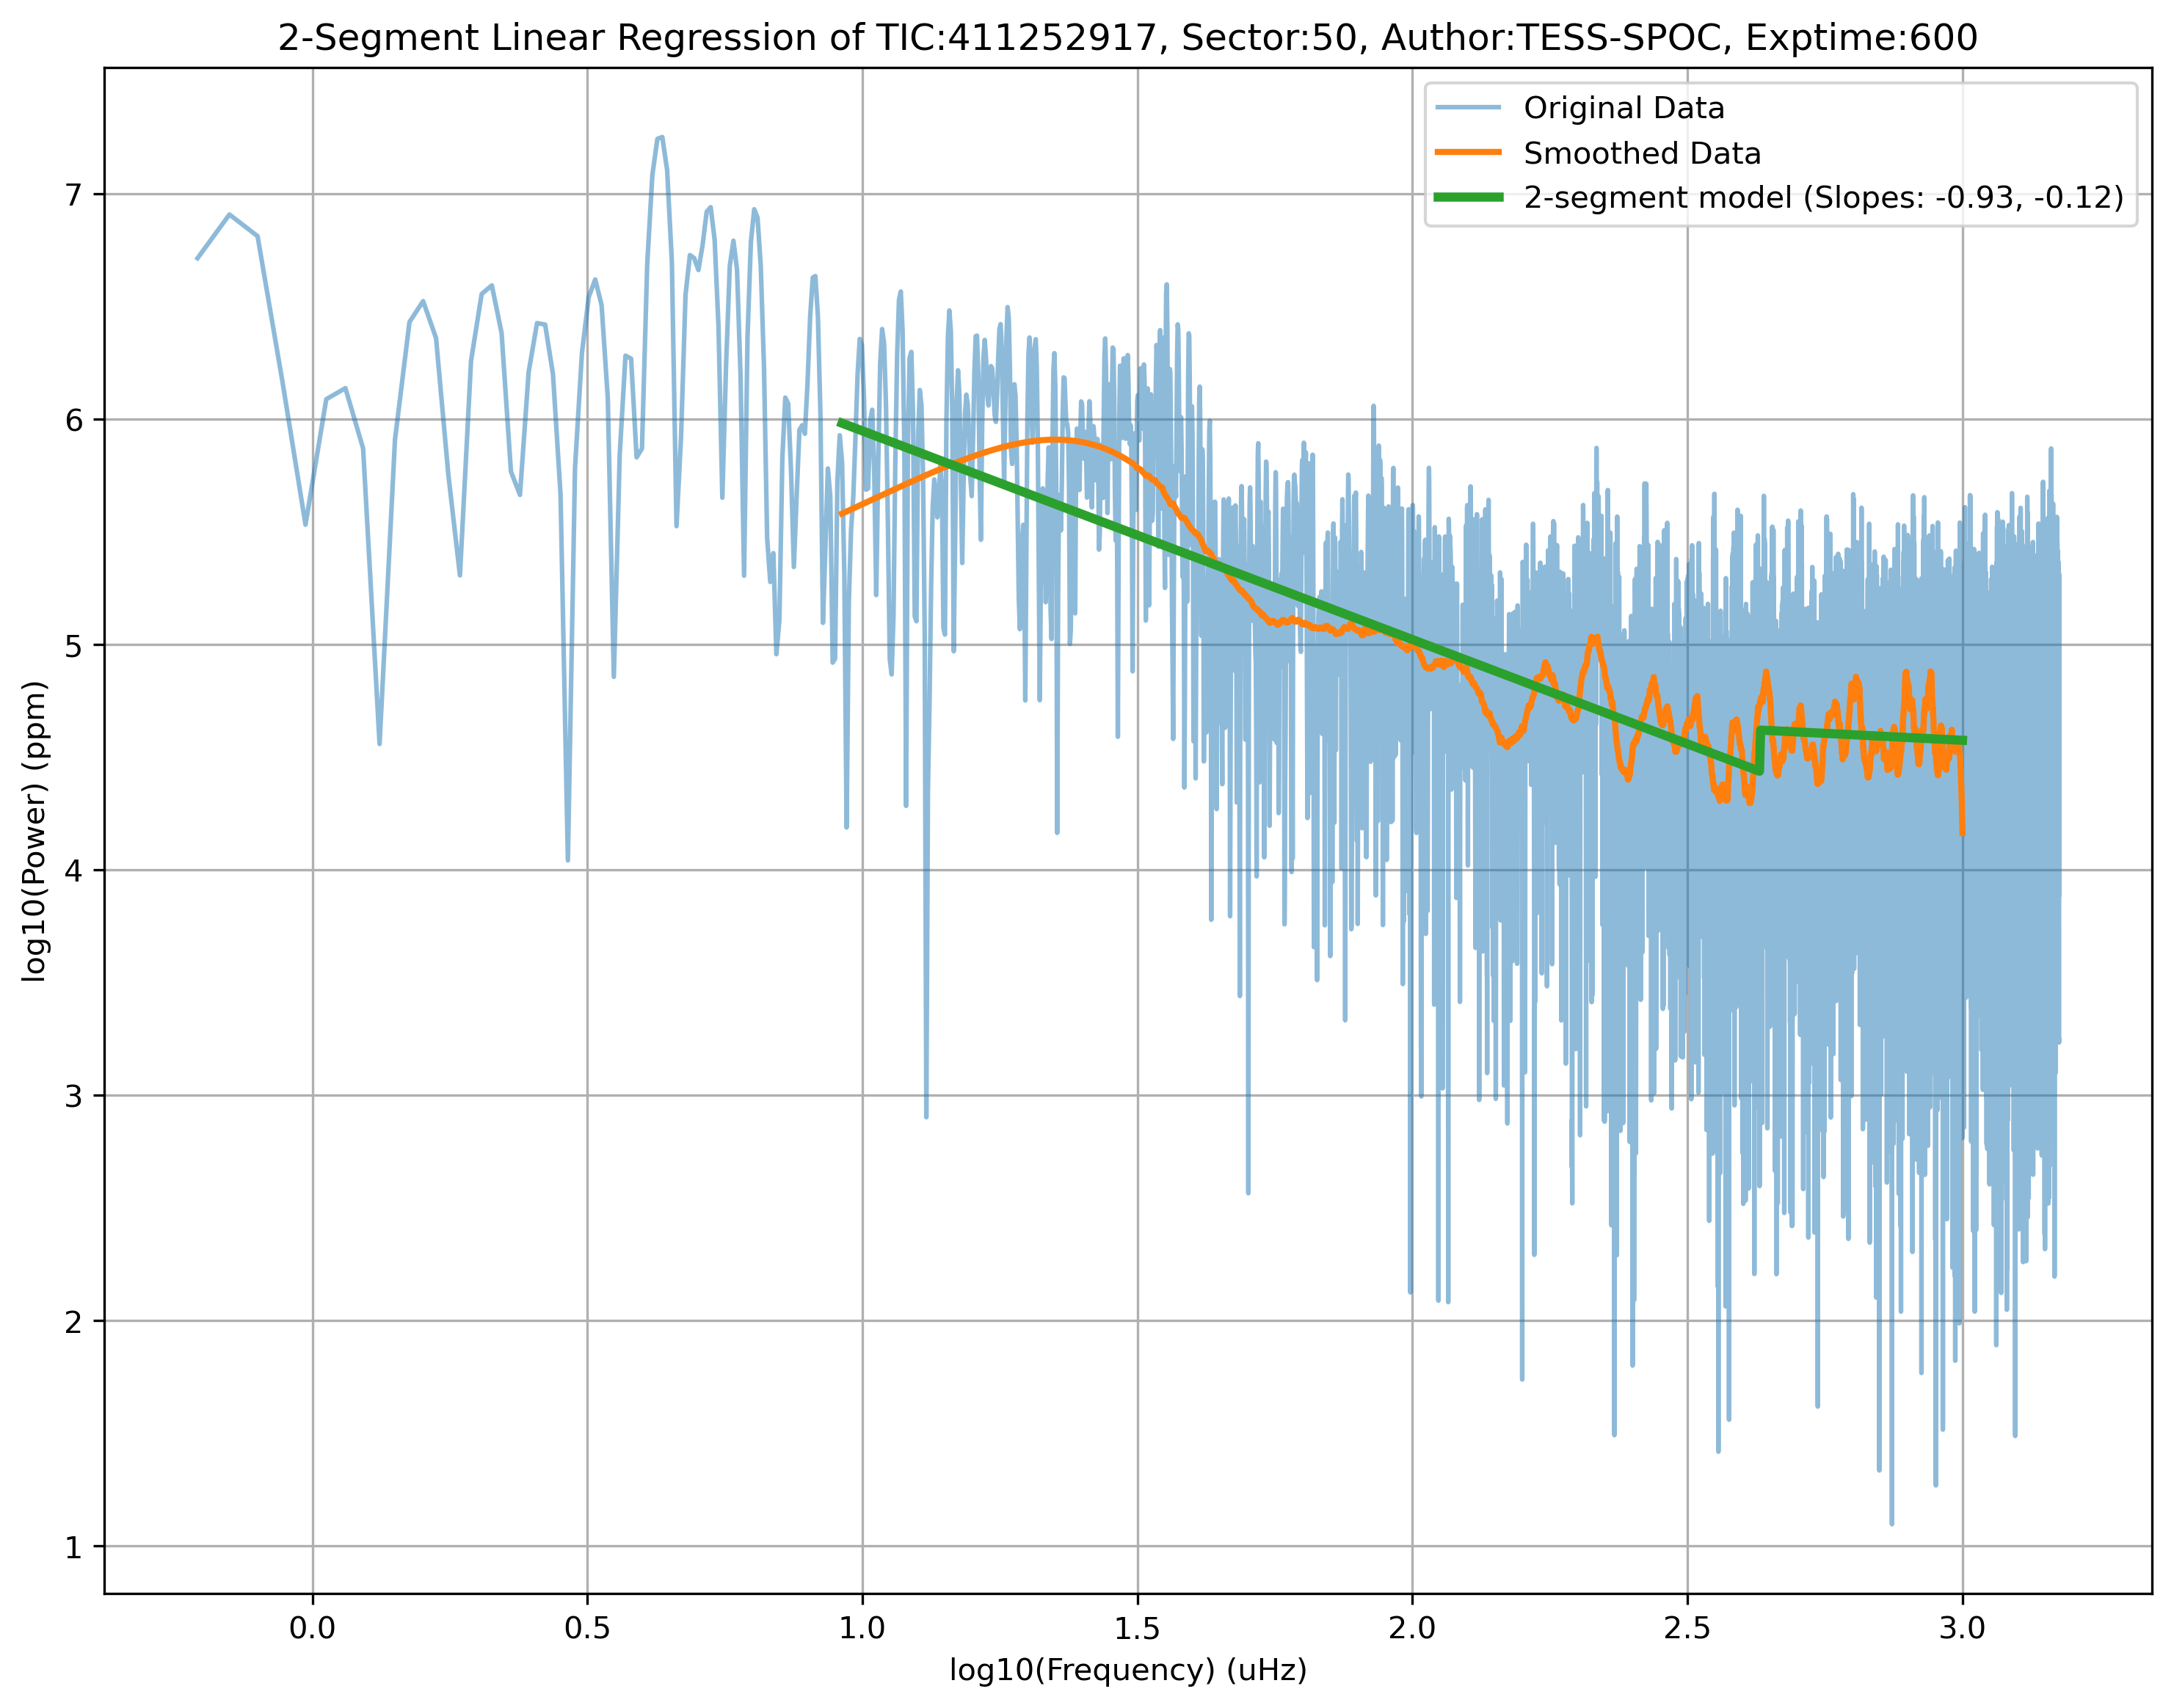 2-Segment Linear Regression of TIC:411252917, Sector:50, Author:TESS-SPOC, Exptime:600
Original Data
Smoothed Data
2-segment model (Slopes: -0.93, -0.12)
log10(Power) (ppm)
7
6
5
4
3
2
1
0.0 0.5 1.0 1.5 2.0 2.5 3.0
log10(Frequency) (uHz)